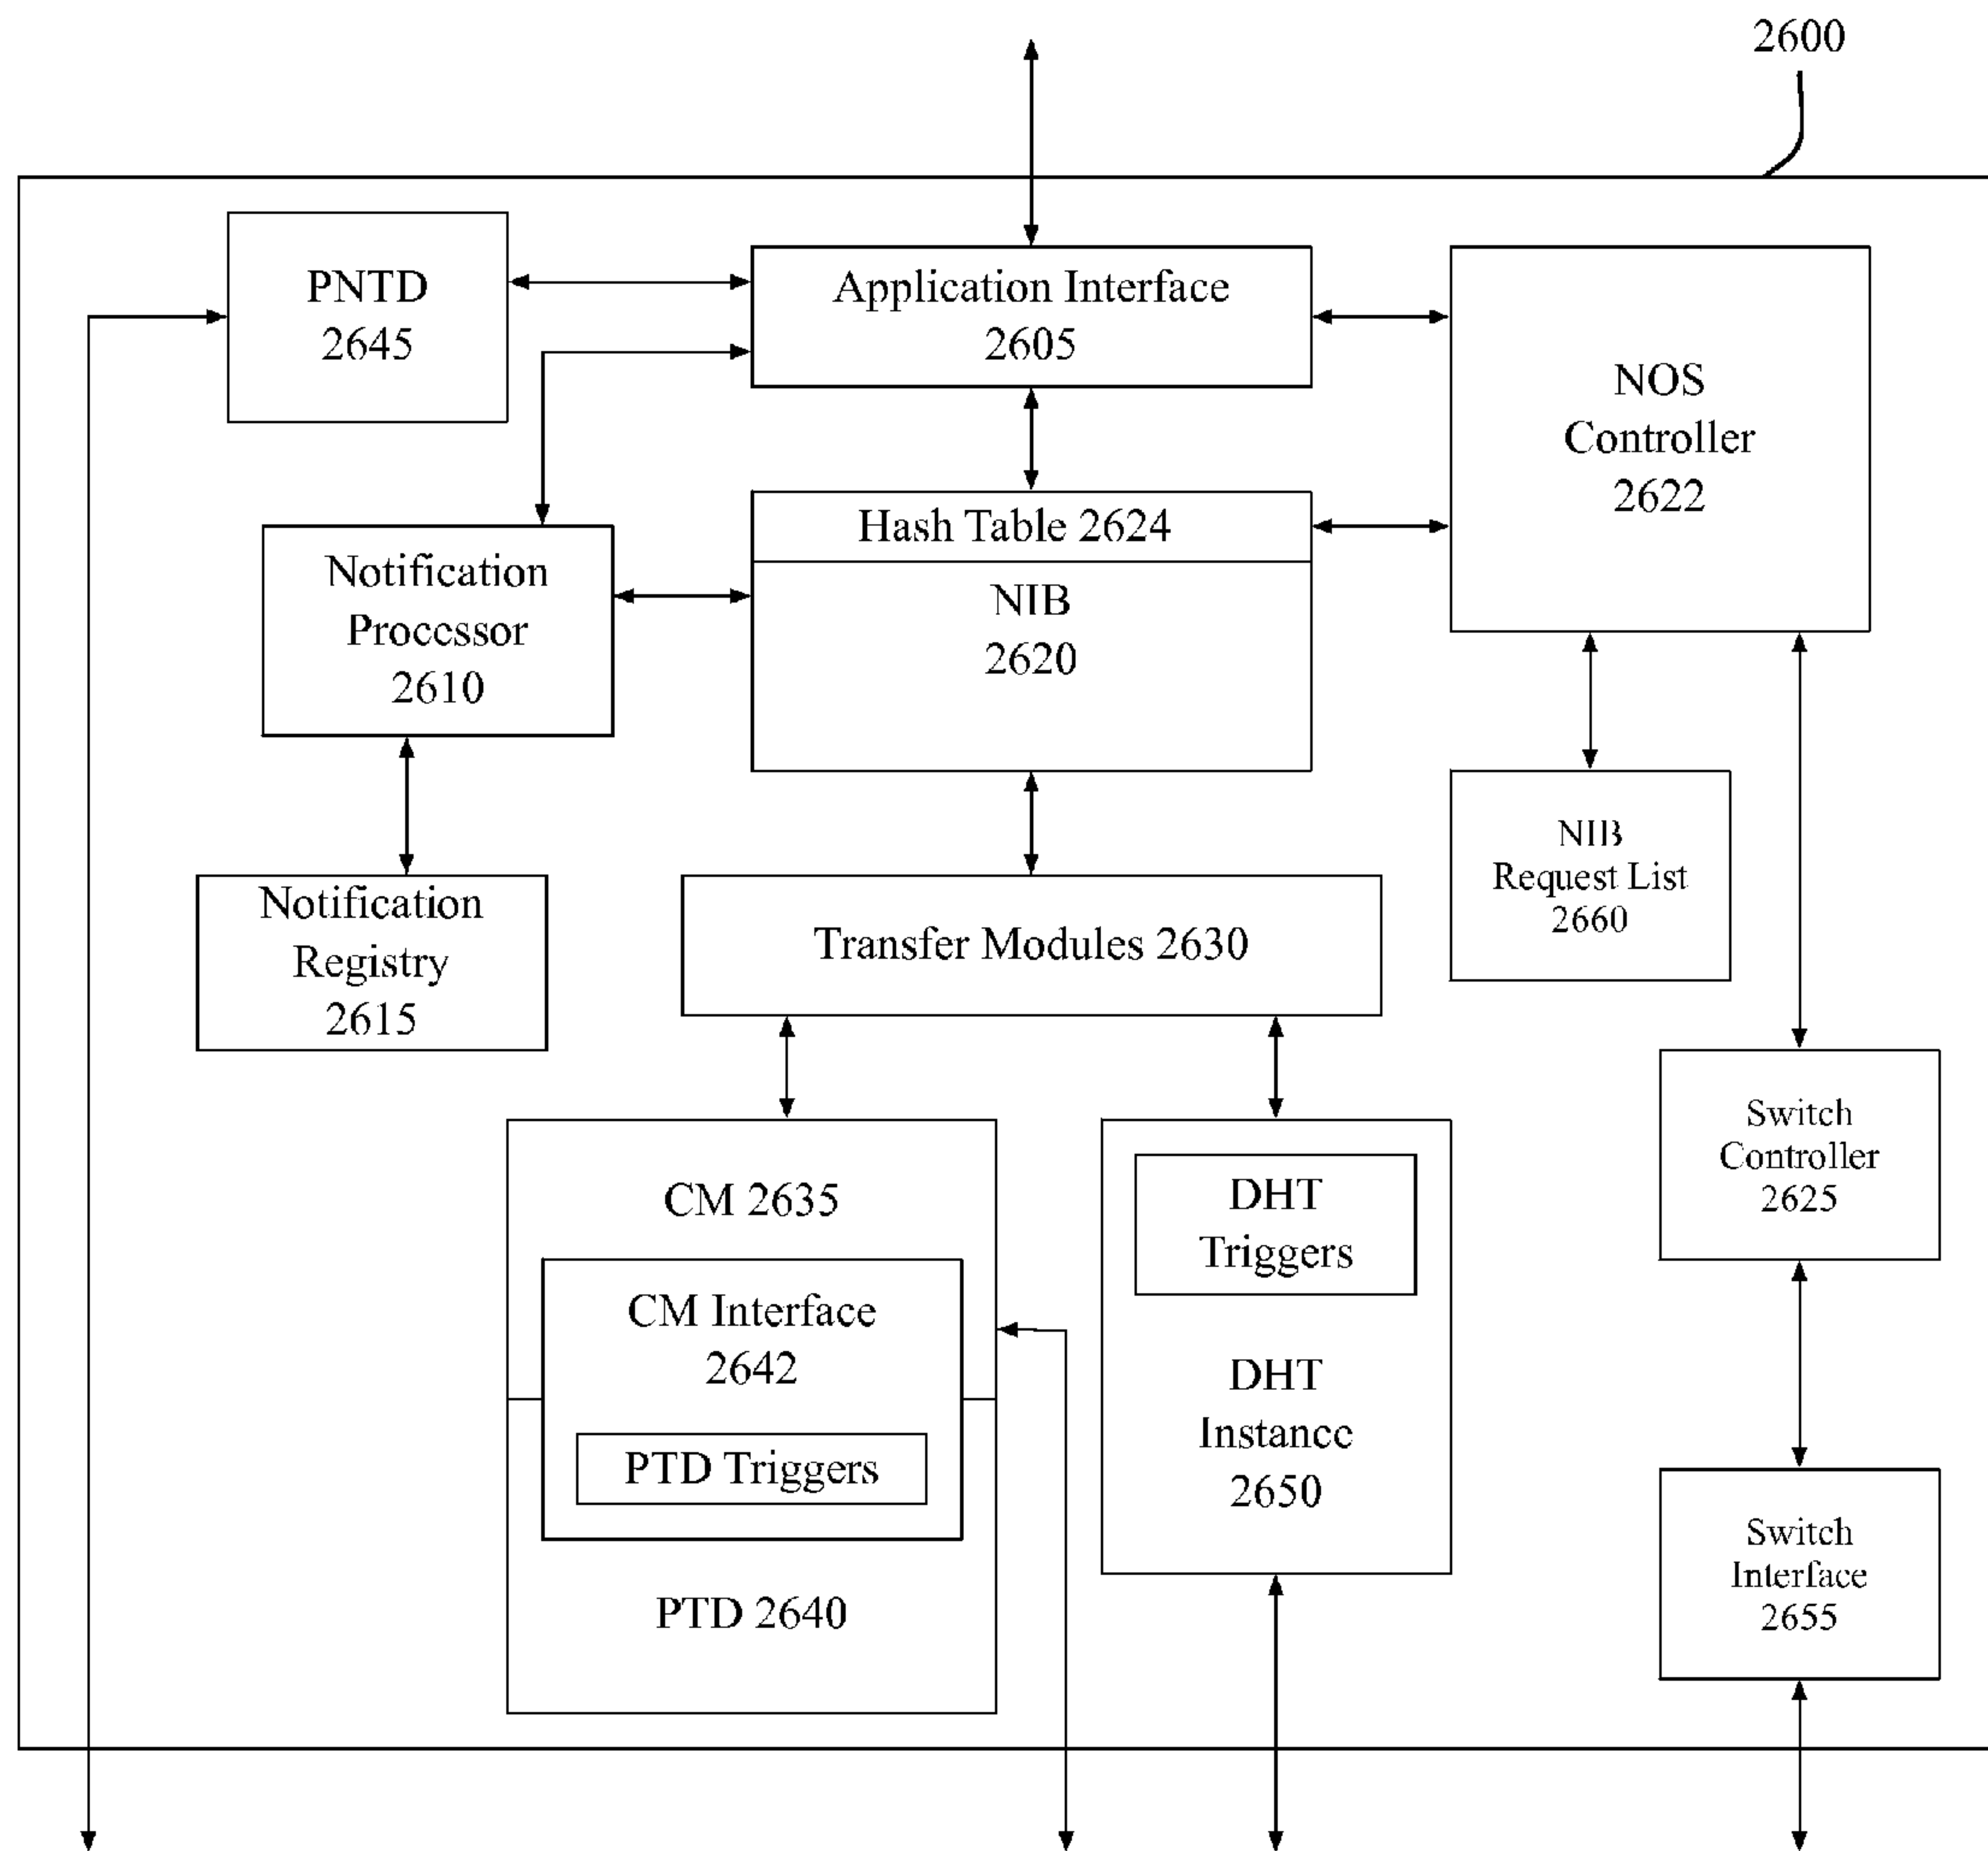 2600
PNTD
2645
Application Interface
2605
NOS
Controller
2622
Hash Table 2624
NIB
2620
Notification
Processor
2610
NIB
Request List
2660
Notification
Registry
2615
Transfer Modules 2630
Switch
Controller
2625
CM 2635
CM Interface
2642
PTD Triggers
PTD 2640
DHT
Triggers
DHT
Instance
2650
Switch
Interface
2655